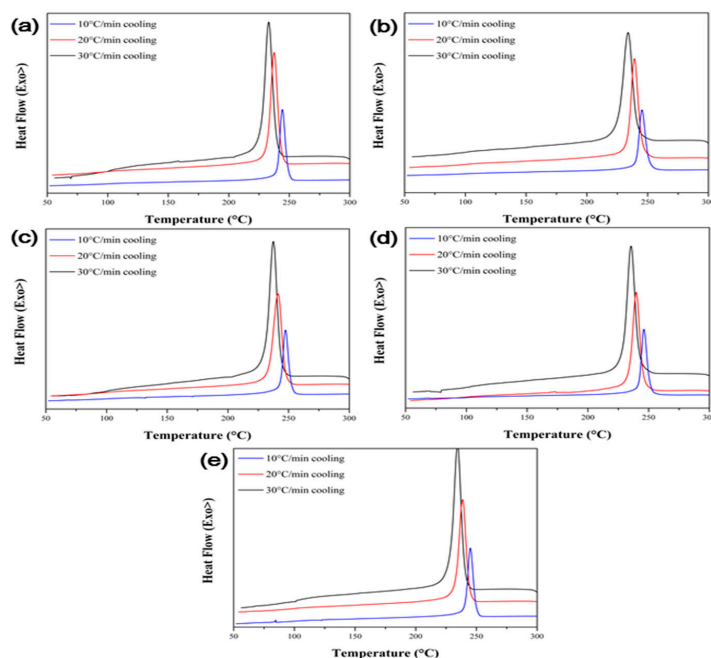 (a)
10°C/min cooling
20°C/min cooling
30°C/min cooling
Heat Flow (Exo>)
50 100 150 200 250 300
Temperature (°C)
(b)
10°C/min cooling
20°C/min cooling
30°C/min cooling
Heat Flow (Exo>)
50 100 150 200 250 300
Temperature (°C)
(c)
10°C/min cooling
20°C/min cooling
30°C/min cooling
Heat Flow (Exo>)
50 100 150 200 250 300
Temperature (°C)
(d)
10°C/min cooling
20°C/min cooling
30°C/min cooling
Heat Flow (Exo>)
50 100 150 200 250 300
Temperature (°C)
(e)
10°C/min cooling
20°C/min cooling
30°C/min cooling
Heat Flow (Exo>)
50 100 150 200 250 300
Temperature (°C)